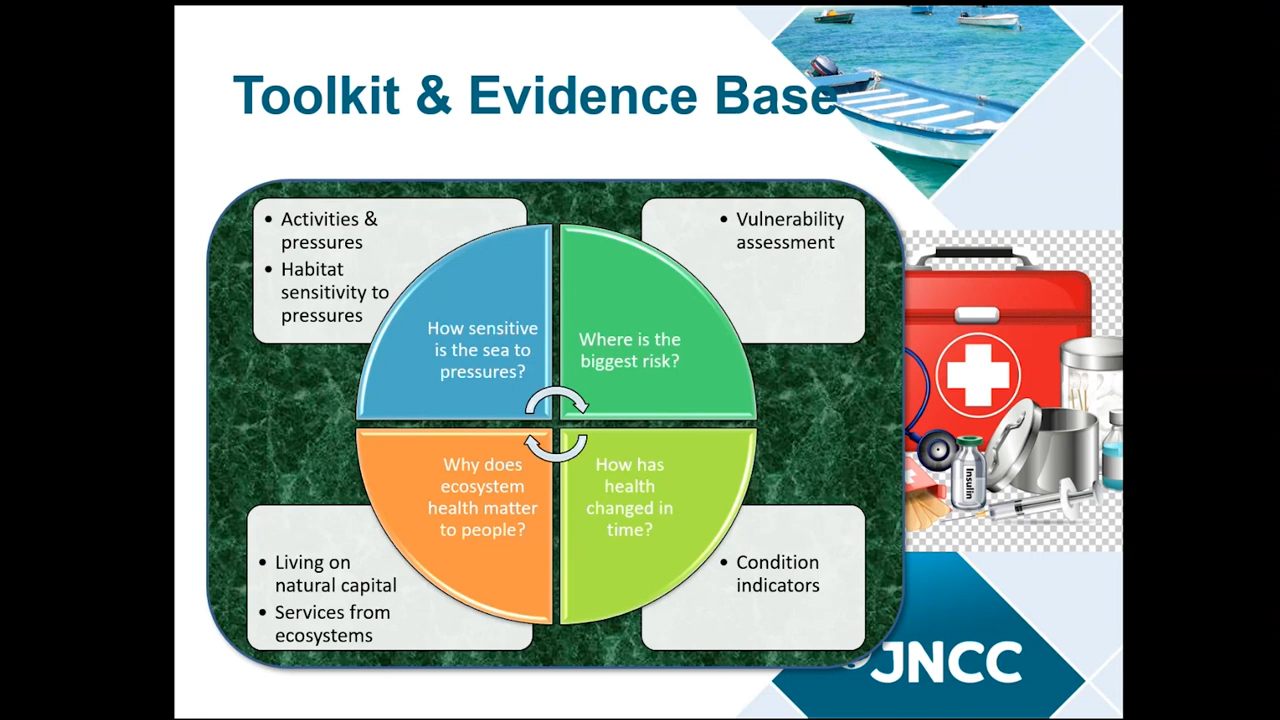 Toolkit & Evidence Base
• Activities &
pressures
• Habitat
sensitivity to
pressures
• Vulnerability
assessment
How sensitive
is the sea to
pressures?
Where is the
biggest risk?
Why does
ecosystem
health matter
to people?
How has
health
changed in
time?
• Living on
natural capital
• Services from
ecosystems
• Condition
indicators
Insulin
JNCC